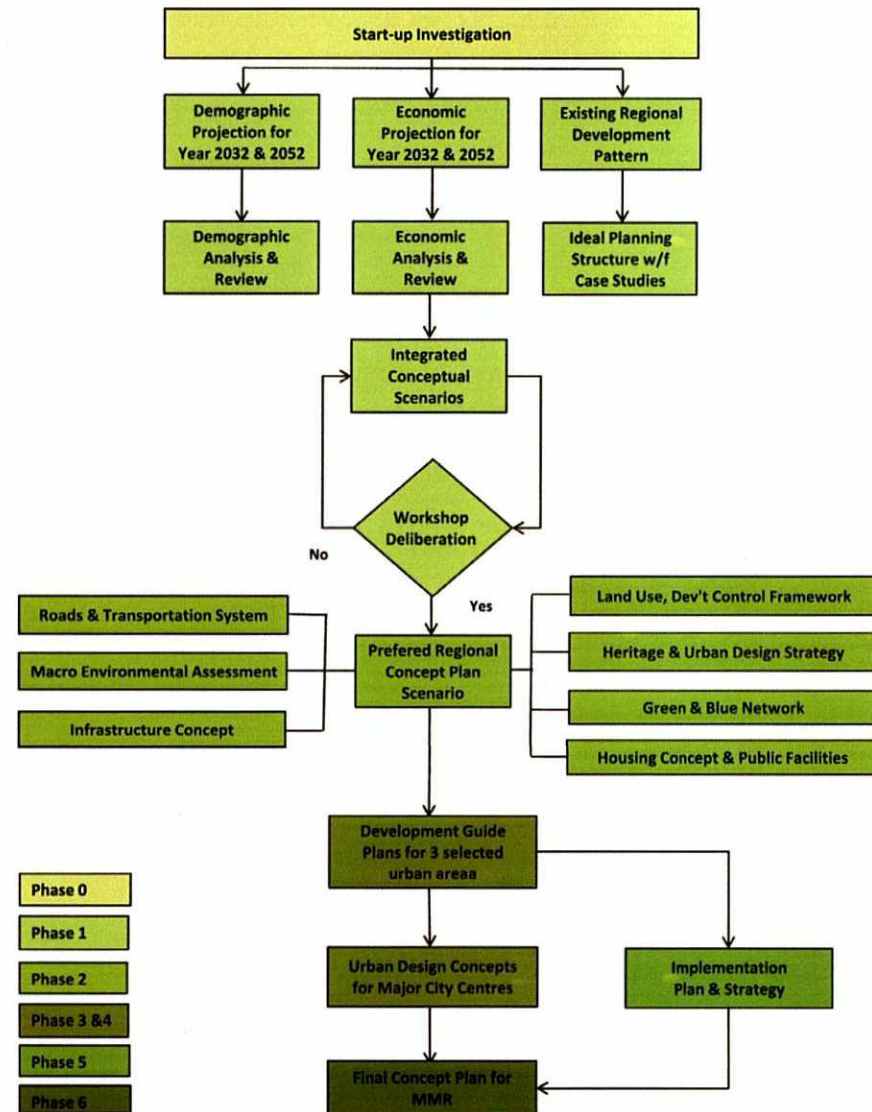 Start-up Investigation
Demographic
Projection for
Year 2032 & 2052
Economic
Projection for
Year 2032 & 2052
Existing Regional
Development
Pattern
Demographic
Analysis &
Review
Economic
Analysis &
Review
Ideal Planning
Structure w/f
Case Studies
Integrated
Conceptual
Scenarios
Workshop
Deliberation
No
Yes
Roads & Transportation System
Macro Environmental Assessment
Infrastructure Concept
Prefered Regional
Concept Plan
Scenario
Land Use, Dev't Control Framework
Heritage & Urban Design Strategy
Green & Blue Network
Housing Concept & Public Facilities
Development Guide
Plans for 3 selected
urban areaa
Urban Design Concepts
for Major City Centres
Implementation
Plan & Strategy
Final Concept Plan for
MMR
Phase 0
Phase 1
Phase 2
Phase 3 &4
Phase 5
Phase 6